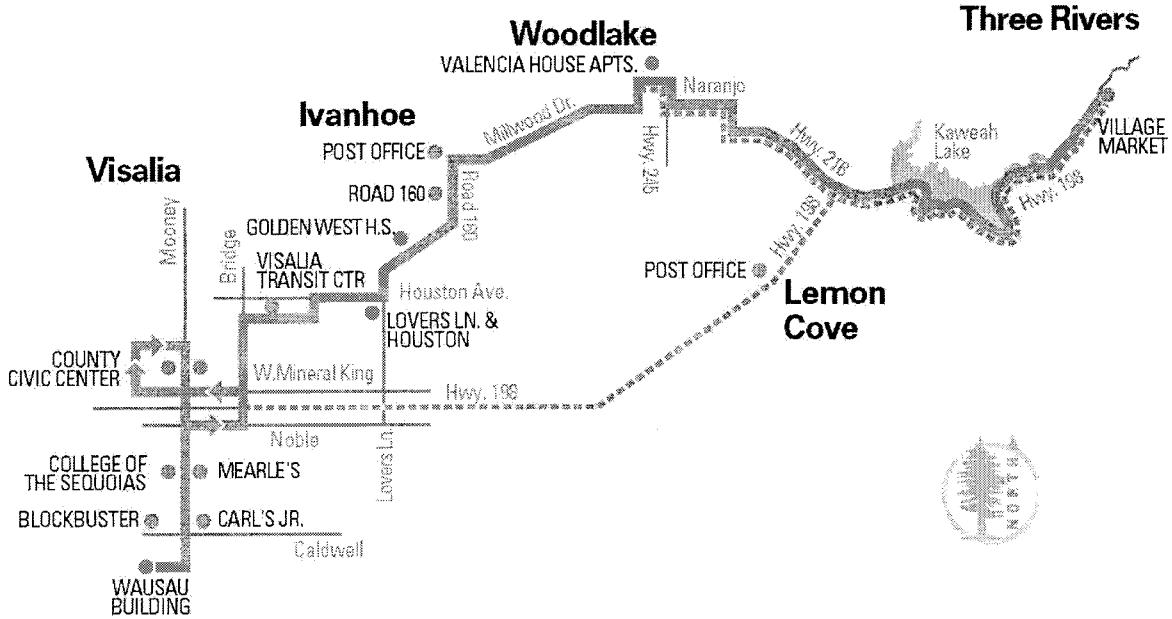 Three Rivers
Woodlake
VALENCIA HOUSE APTS.
Naranjo
Ivanhoe
Millwood Dr.
Hwy. 245
Hwy. 216
Kaweah
Lake
VILLAGE
MARKET
Hwy. 198
POST OFFICE
Visalia
ROAD 160
Road 160
Mooney
GOLDEN WEST H.S.
Bridge
VISALIA
TRANSIT CTR
Hwy. 198
POST OFFICE
Houston Ave.
Lemon
Cove
LOVERS LN. &
HOUSTON
COUNTY
CIVIC CENTER
W. Mineral King
Hwy. 198
Noble
Lovers Ln.
COLLEGE OF
THE SEQUOIAS
MEARLE'S
NORTH
BLOCKBUSTER
CARL'S JR.
Caldwell
WAUSAU
BUILDING